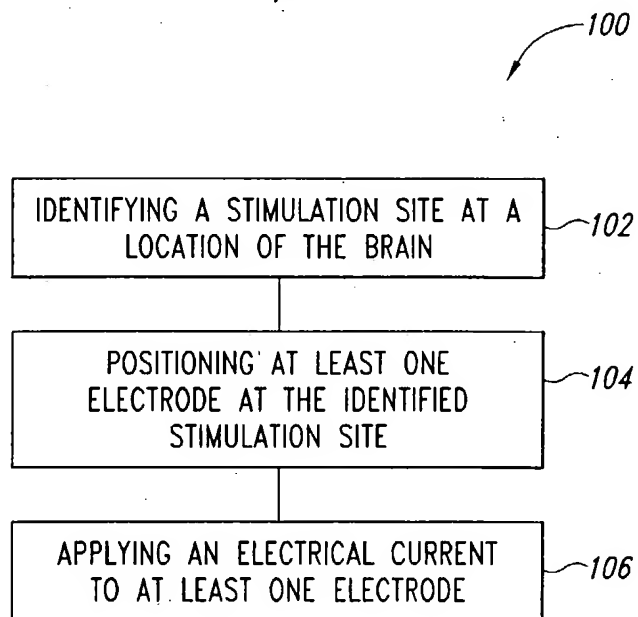 100
IDENTIFYING A STIMULATION SITE AT A
LOCATION OF THE BRAIN
102
POSITIONING AT LEAST ONE
ELECTRODE AT THE IDENTIFIED
STIMULATION SITE
104
APPLYING AN ELECTRICAL CURRENT
TO AT LEAST ONE ELECTRODE
106